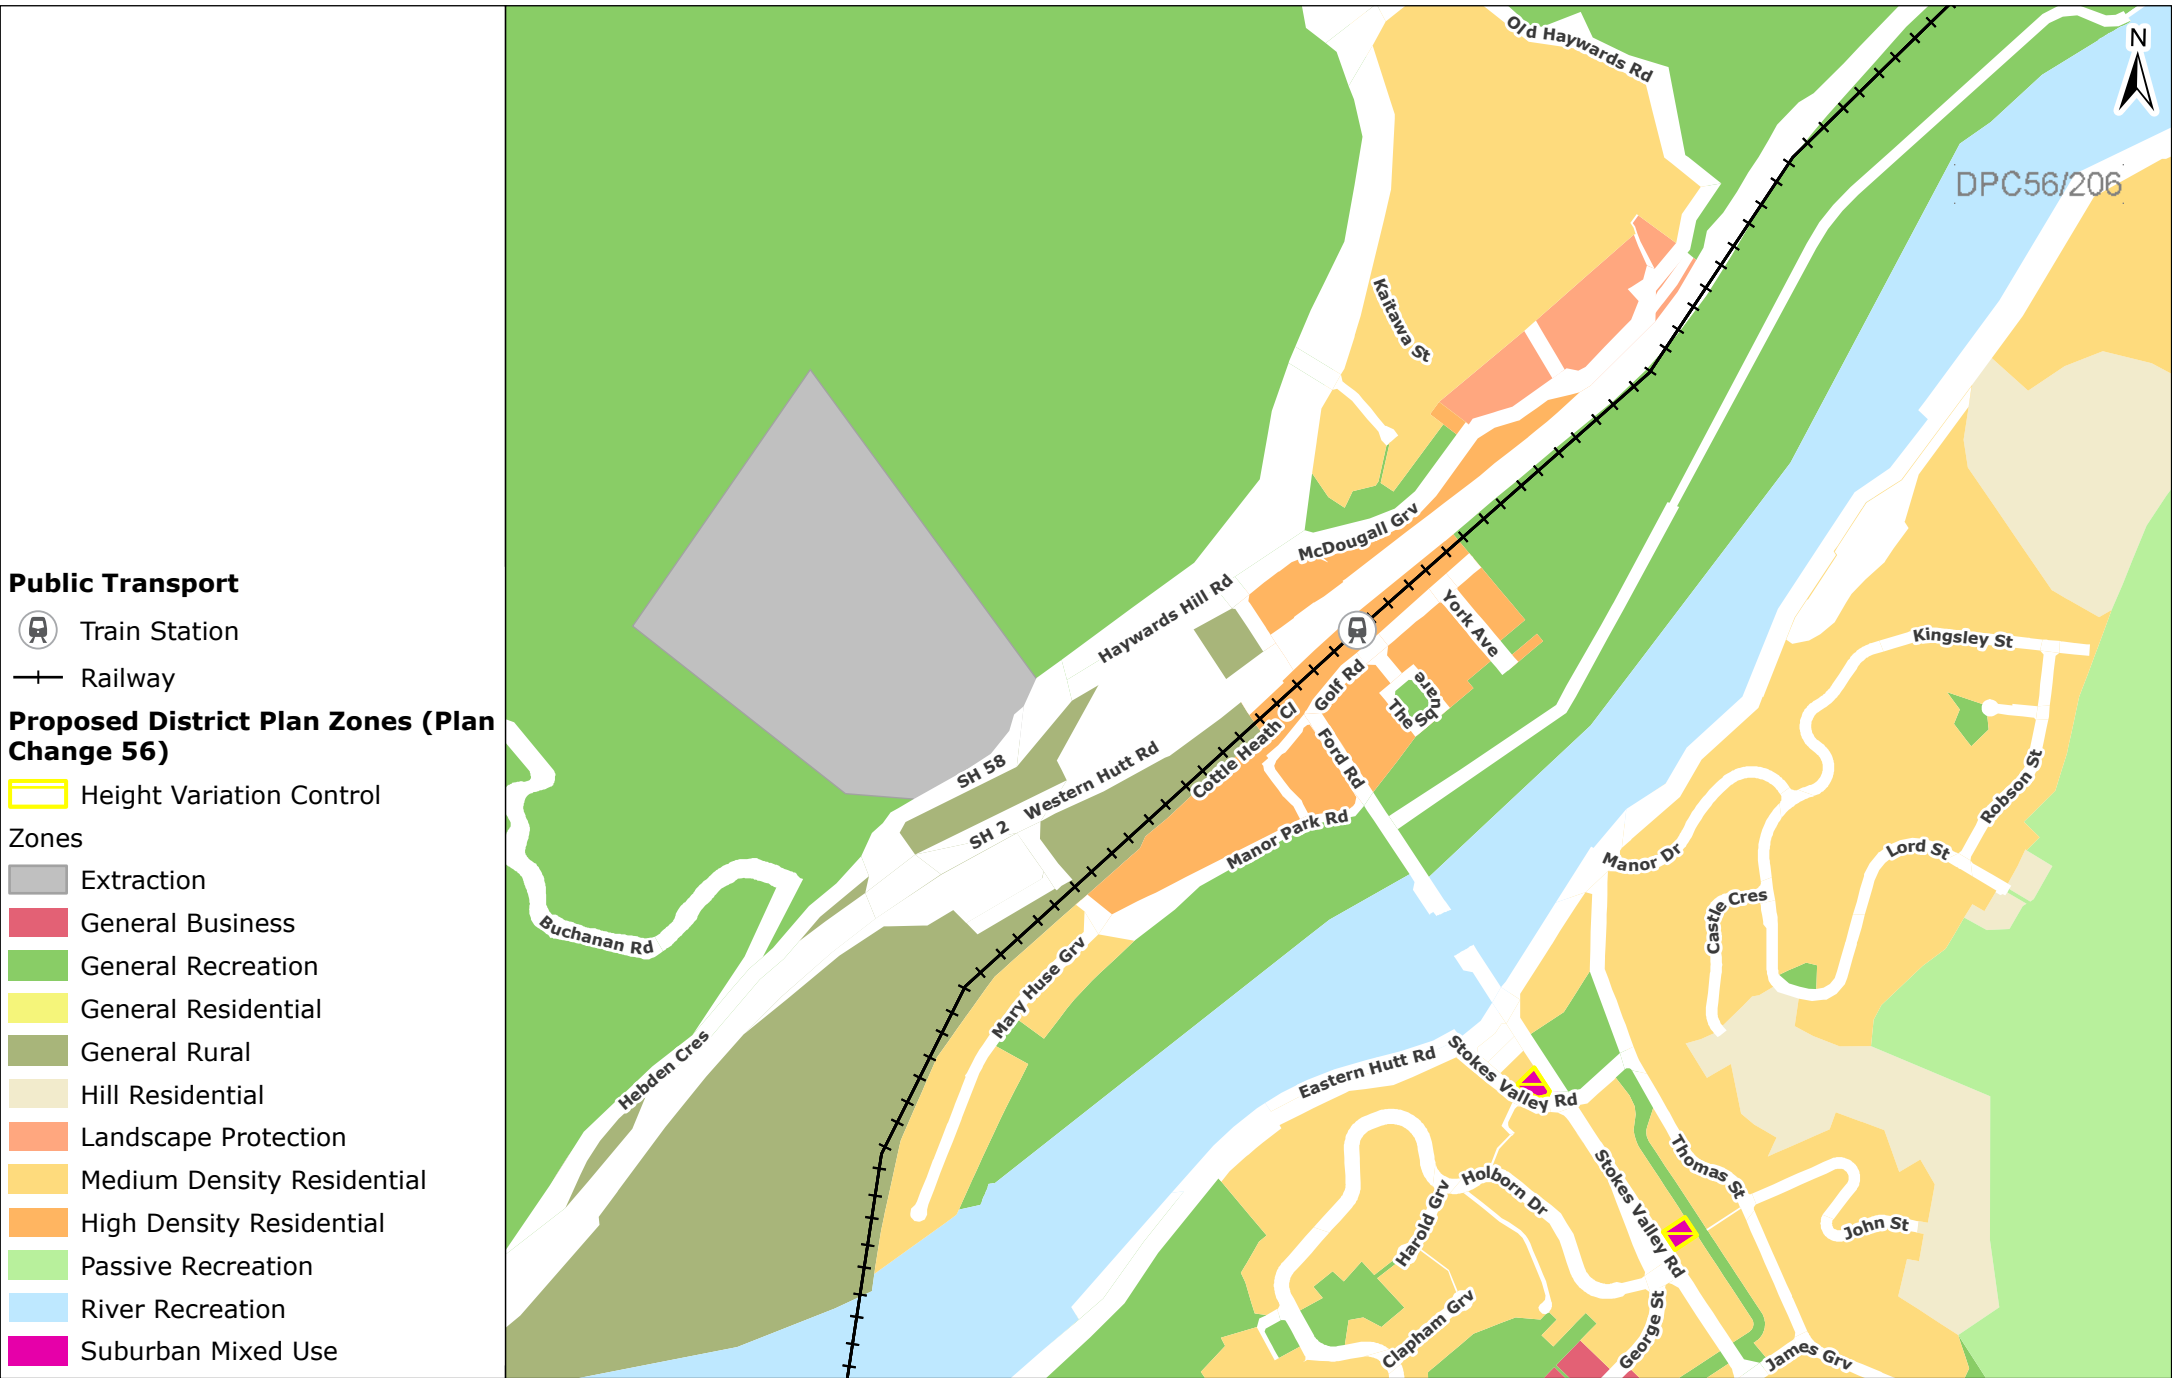 Public Transport
Train Station
Railway
Proposed District Plan Zones (Plan
Change 56)
Height Variation Control
Zones
Extraction
General Business
General Recreation
General Residential
General Rural
Hill Residential
Landscape Protection
Medium Density Residential
High Density Residential
Passive Recreation
River Recreation
Suburban Mixed Use
N
DPC56/206
Old Haywards Rd
Kaitawa St
McDougall Grv
Haywards Hill Rd
York Ave
Golf Rd
The Square
Cottle Heath Cl
Ford Rd
SH 58
SH 2
Western Hutt Rd
Manor Park Rd
Buchanan Rd
Mary Huse Grv
Hebden Cres
Kingsley St
Robson St
Lord St
Manor Dr
Castle Cres
Eastern Hutt Rd
Stokes Valley Rd
Thomas St
Holborn Dr
Harold Grv
Stokes Valley Rd
John St
Clapham Grv
George St
James Grv